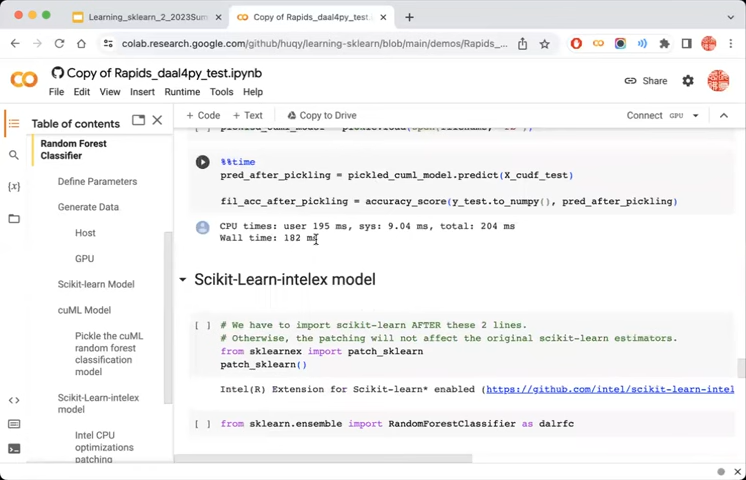 Learning_sklearn_2_2023Sum
Copy of Rapids_daal4py_test.i
colab.research.google.com/github/huqy/learning-sklearn/blob/main/demos/Rapids_...
Copy of Rapids_daal4py_test.ipynb
File Edit View Insert Runtime Tools Help
Share
+ Code + Text Copy to Drive
Connect GPU
Table of contents
Random Forest
Classifier
Define Parameters
Generate Data
Host
GPU
Scikit-learn Model
cuML Model
Pickle the cuML
random forest
classification
model
Scikit-Learn-intelex
model
Intel CPU
optimizations
patching
%%time
pred_after_pickling = pickled_cuml_model.predict(X_cudf_test)
fil_acc_after_pickling = accuracy_score(y_test.to_numpy(), pred_after_pickling)
CPU times: user 195 ms, sys: 9.04 ms, total: 204 ms
Wall time: 182 ms
Scikit-Learn-intelex model
[ ] # We have to import scikit-learn AFTER these 2 lines.
# Otherwise, the patching will not affect the original scikit-learn estimators.
from sklearnex import patch_sklearn
patch_sklearn()
Intel(R) Extension for Scikit-learn* enabled (https://github.com/intel/scikit-learn-intel
[ ] from sklearn.ensemble import RandomForestClassifier as dalrfc